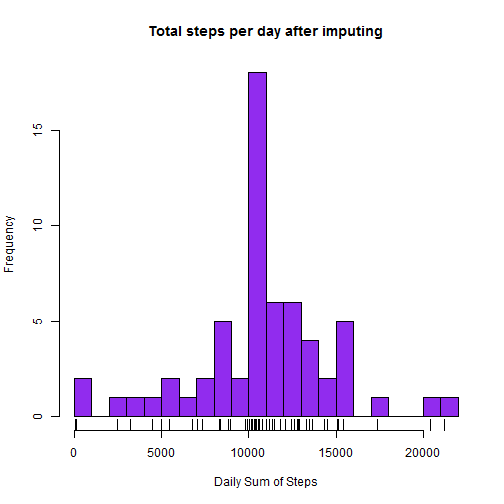 Total steps per day after imputing
Frequency
15
10
5
0
0 5000 10000 15000 20000
Daily Sum of Steps